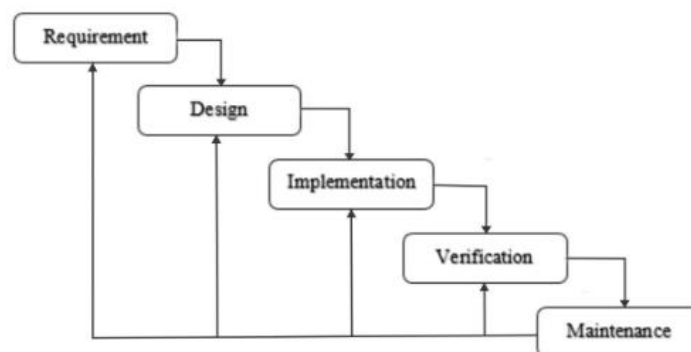 Requirement
Design
Implementation
Verification
Maintenance